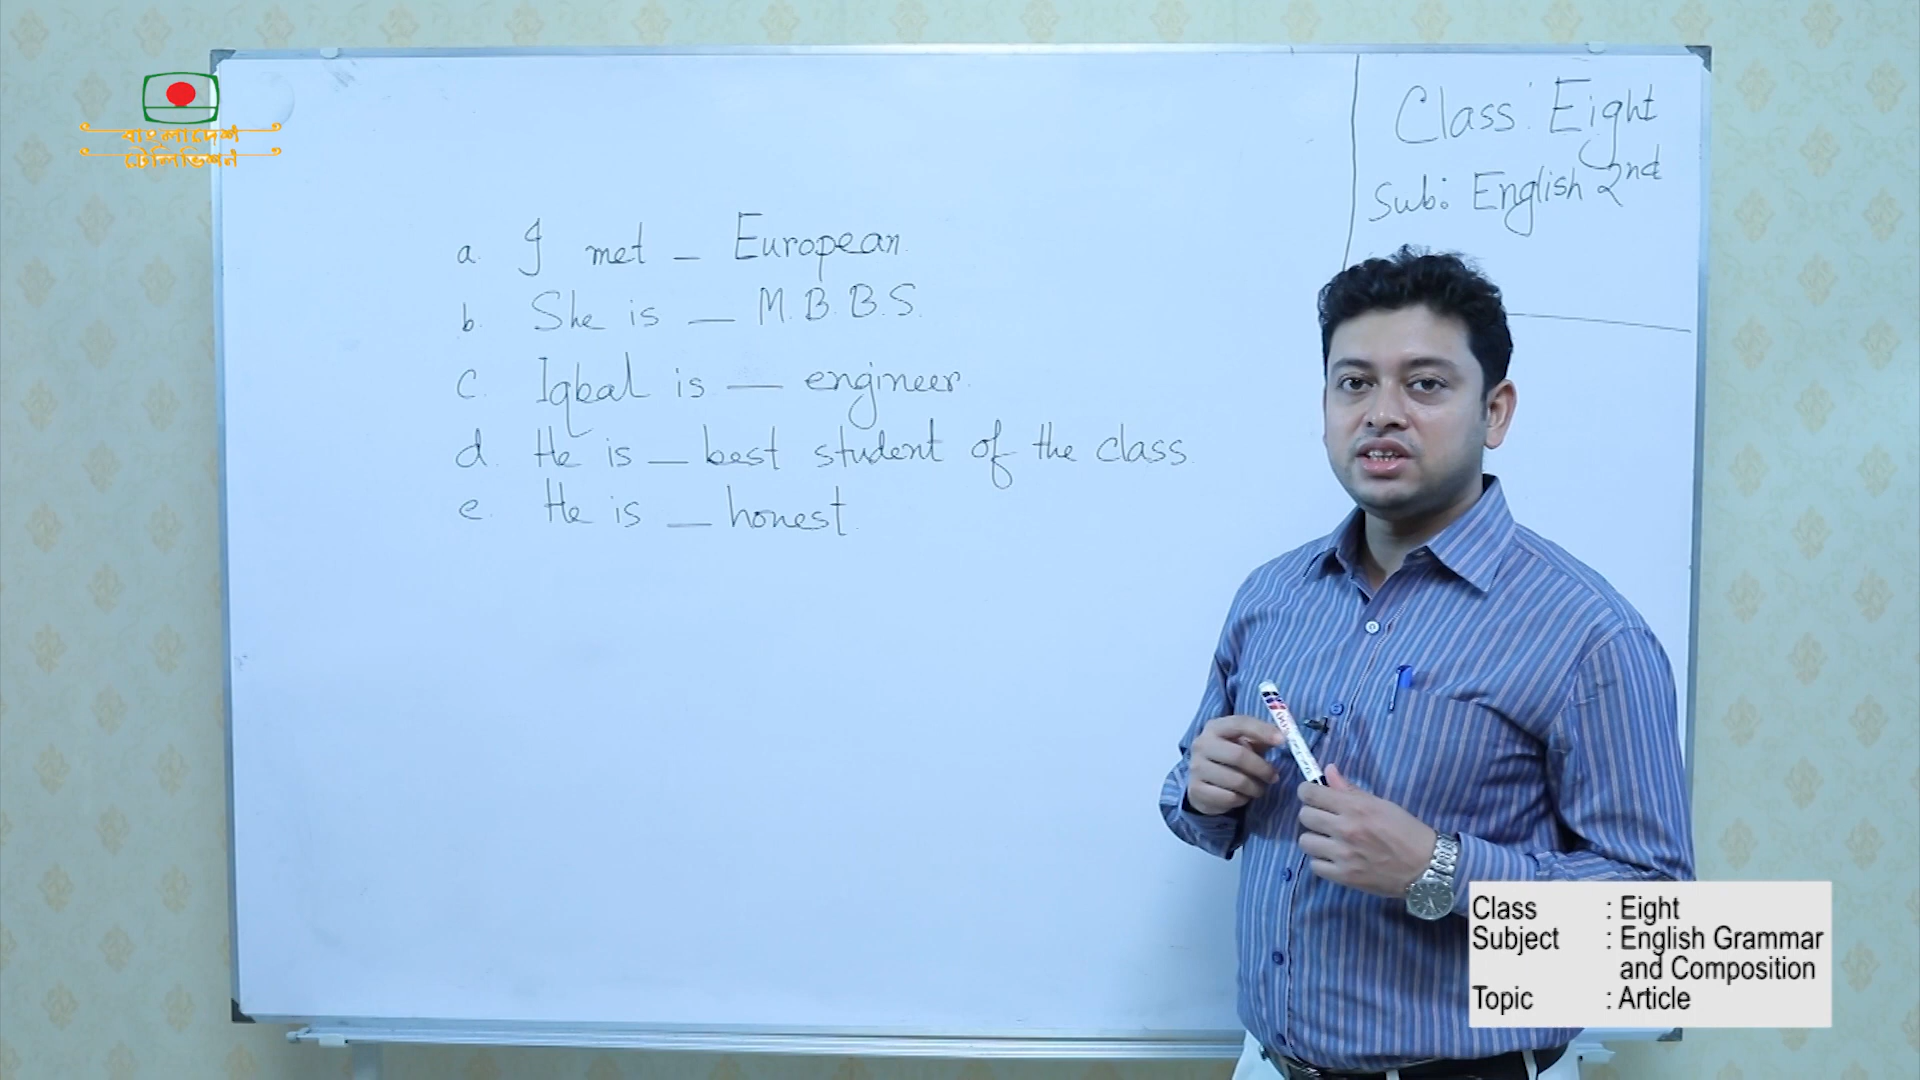 বাংলাদেশ
টেলিভিশন
Class: Eight
Sub: English 2nd
a. I met _ European.
b. She is _ M.B.B.S.
c. Iqbal is _ engineer.
d. He is _ best student of the class.
e. He is _ honest.
Class : Eight
Subject : English Grammar
and Composition
Topic : Article